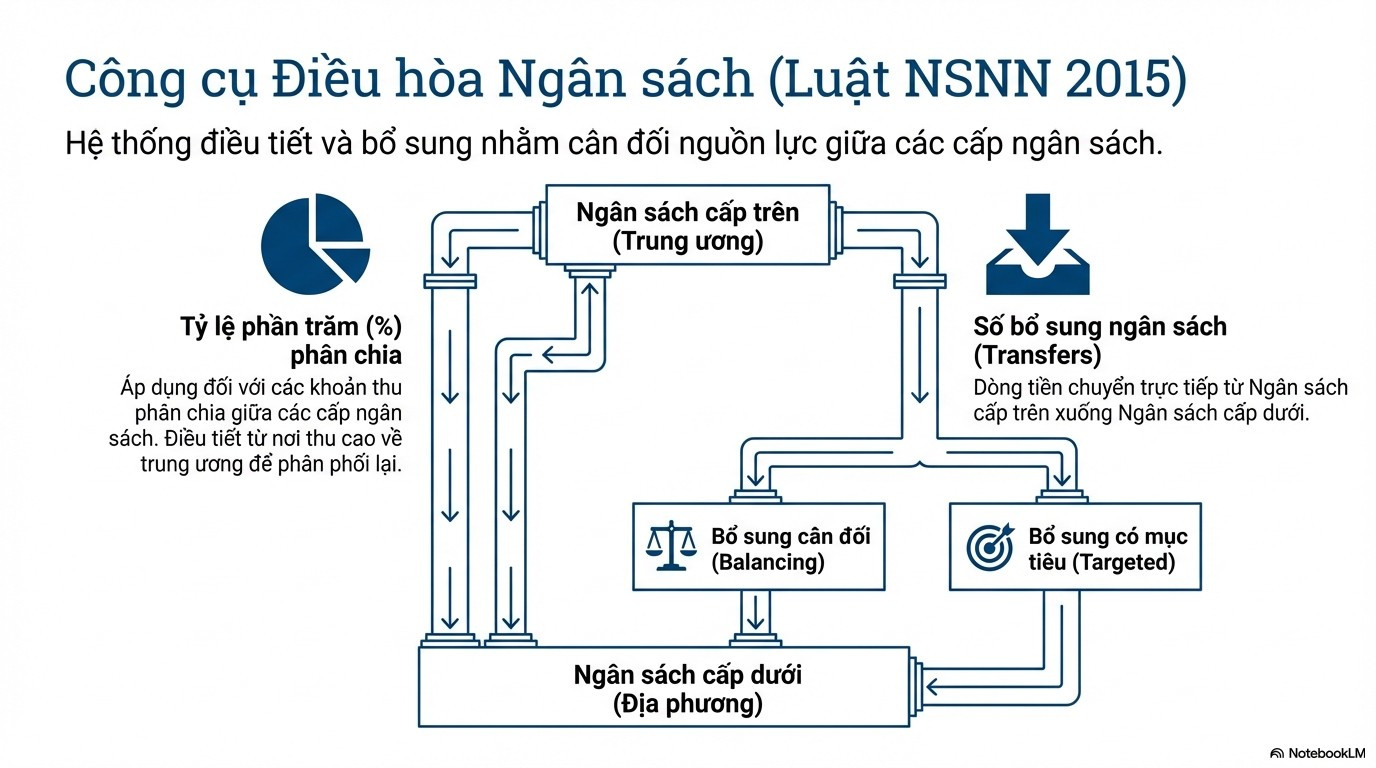 Công cụ Điều hòa Ngân sách (Luật NSNN 2015)
Hệ thống điều tiết và bổ sung nhằm cân đối nguồn lực giữa các cấp ngân sách.
Ngân sách cấp trên
(Trung ương)
Tỷ lệ phần trăm (%)
phân chia
Áp dụng đối với các khoản thu
phân chia giữa các cấp ngân
sách. Điều tiết từ nơi thu cao về
trung ương để phân phối lại.
Số bổ sung ngân sách
(Transfers)
Dòng tiền chuyển trực tiếp từ Ngân sách
cấp trên xuống Ngân sách cấp dưới.
Bổ sung cân đối
(Balancing)
Bổ sung có mục
tiêu (Targeted)
Ngân sách cấp dưới
(Địa phương)
NotebookLM